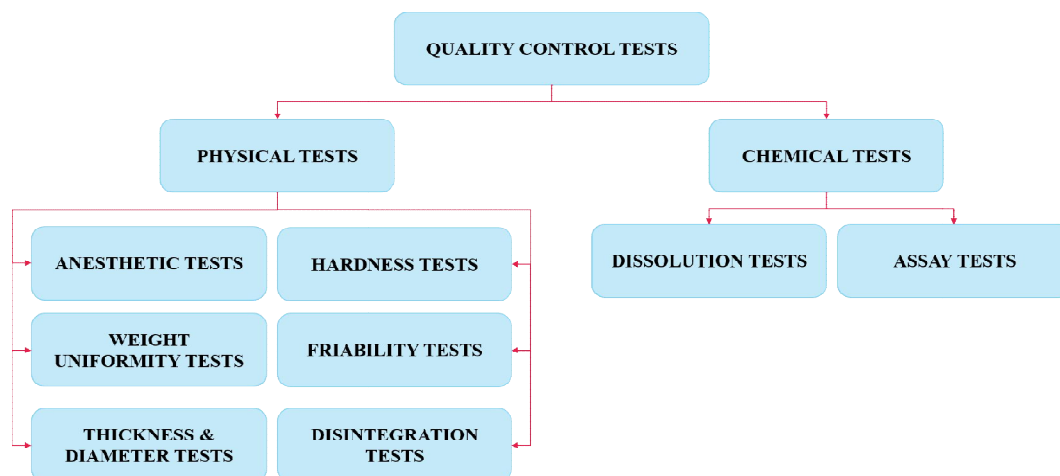 QUALITY CONTROL TESTS
PHYSICAL TESTS
CHEMICAL TESTS
ANESTHETIC TESTS
HARDNESS TESTS
DISSOLUTION TESTS
ASSAY TESTS
WEIGHT
UNIFORMITY TESTS
FRIABILITY TESTS
THICKNESS &
DIAMETER TESTS
DISINTEGRATION
TESTS